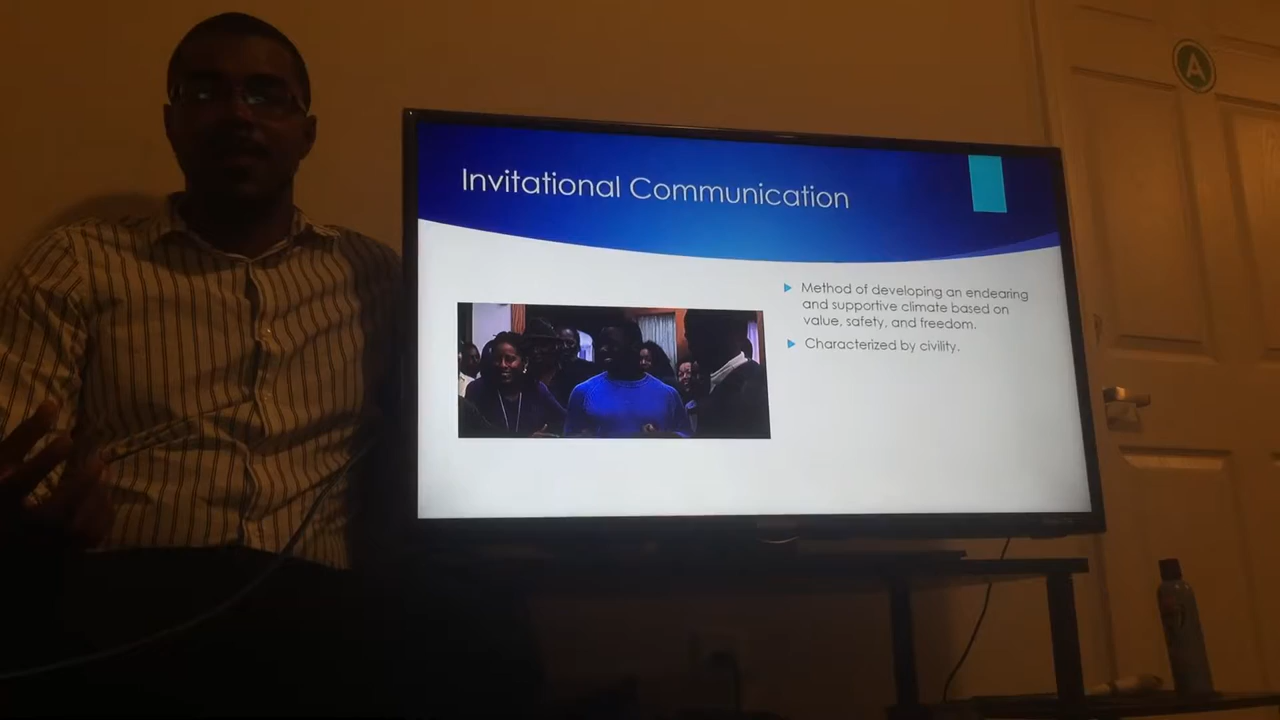 Invitational Communication
Method of developing an endearing
and supportive climate based on
value, safety, and freedom.
Characterized by civility.
A